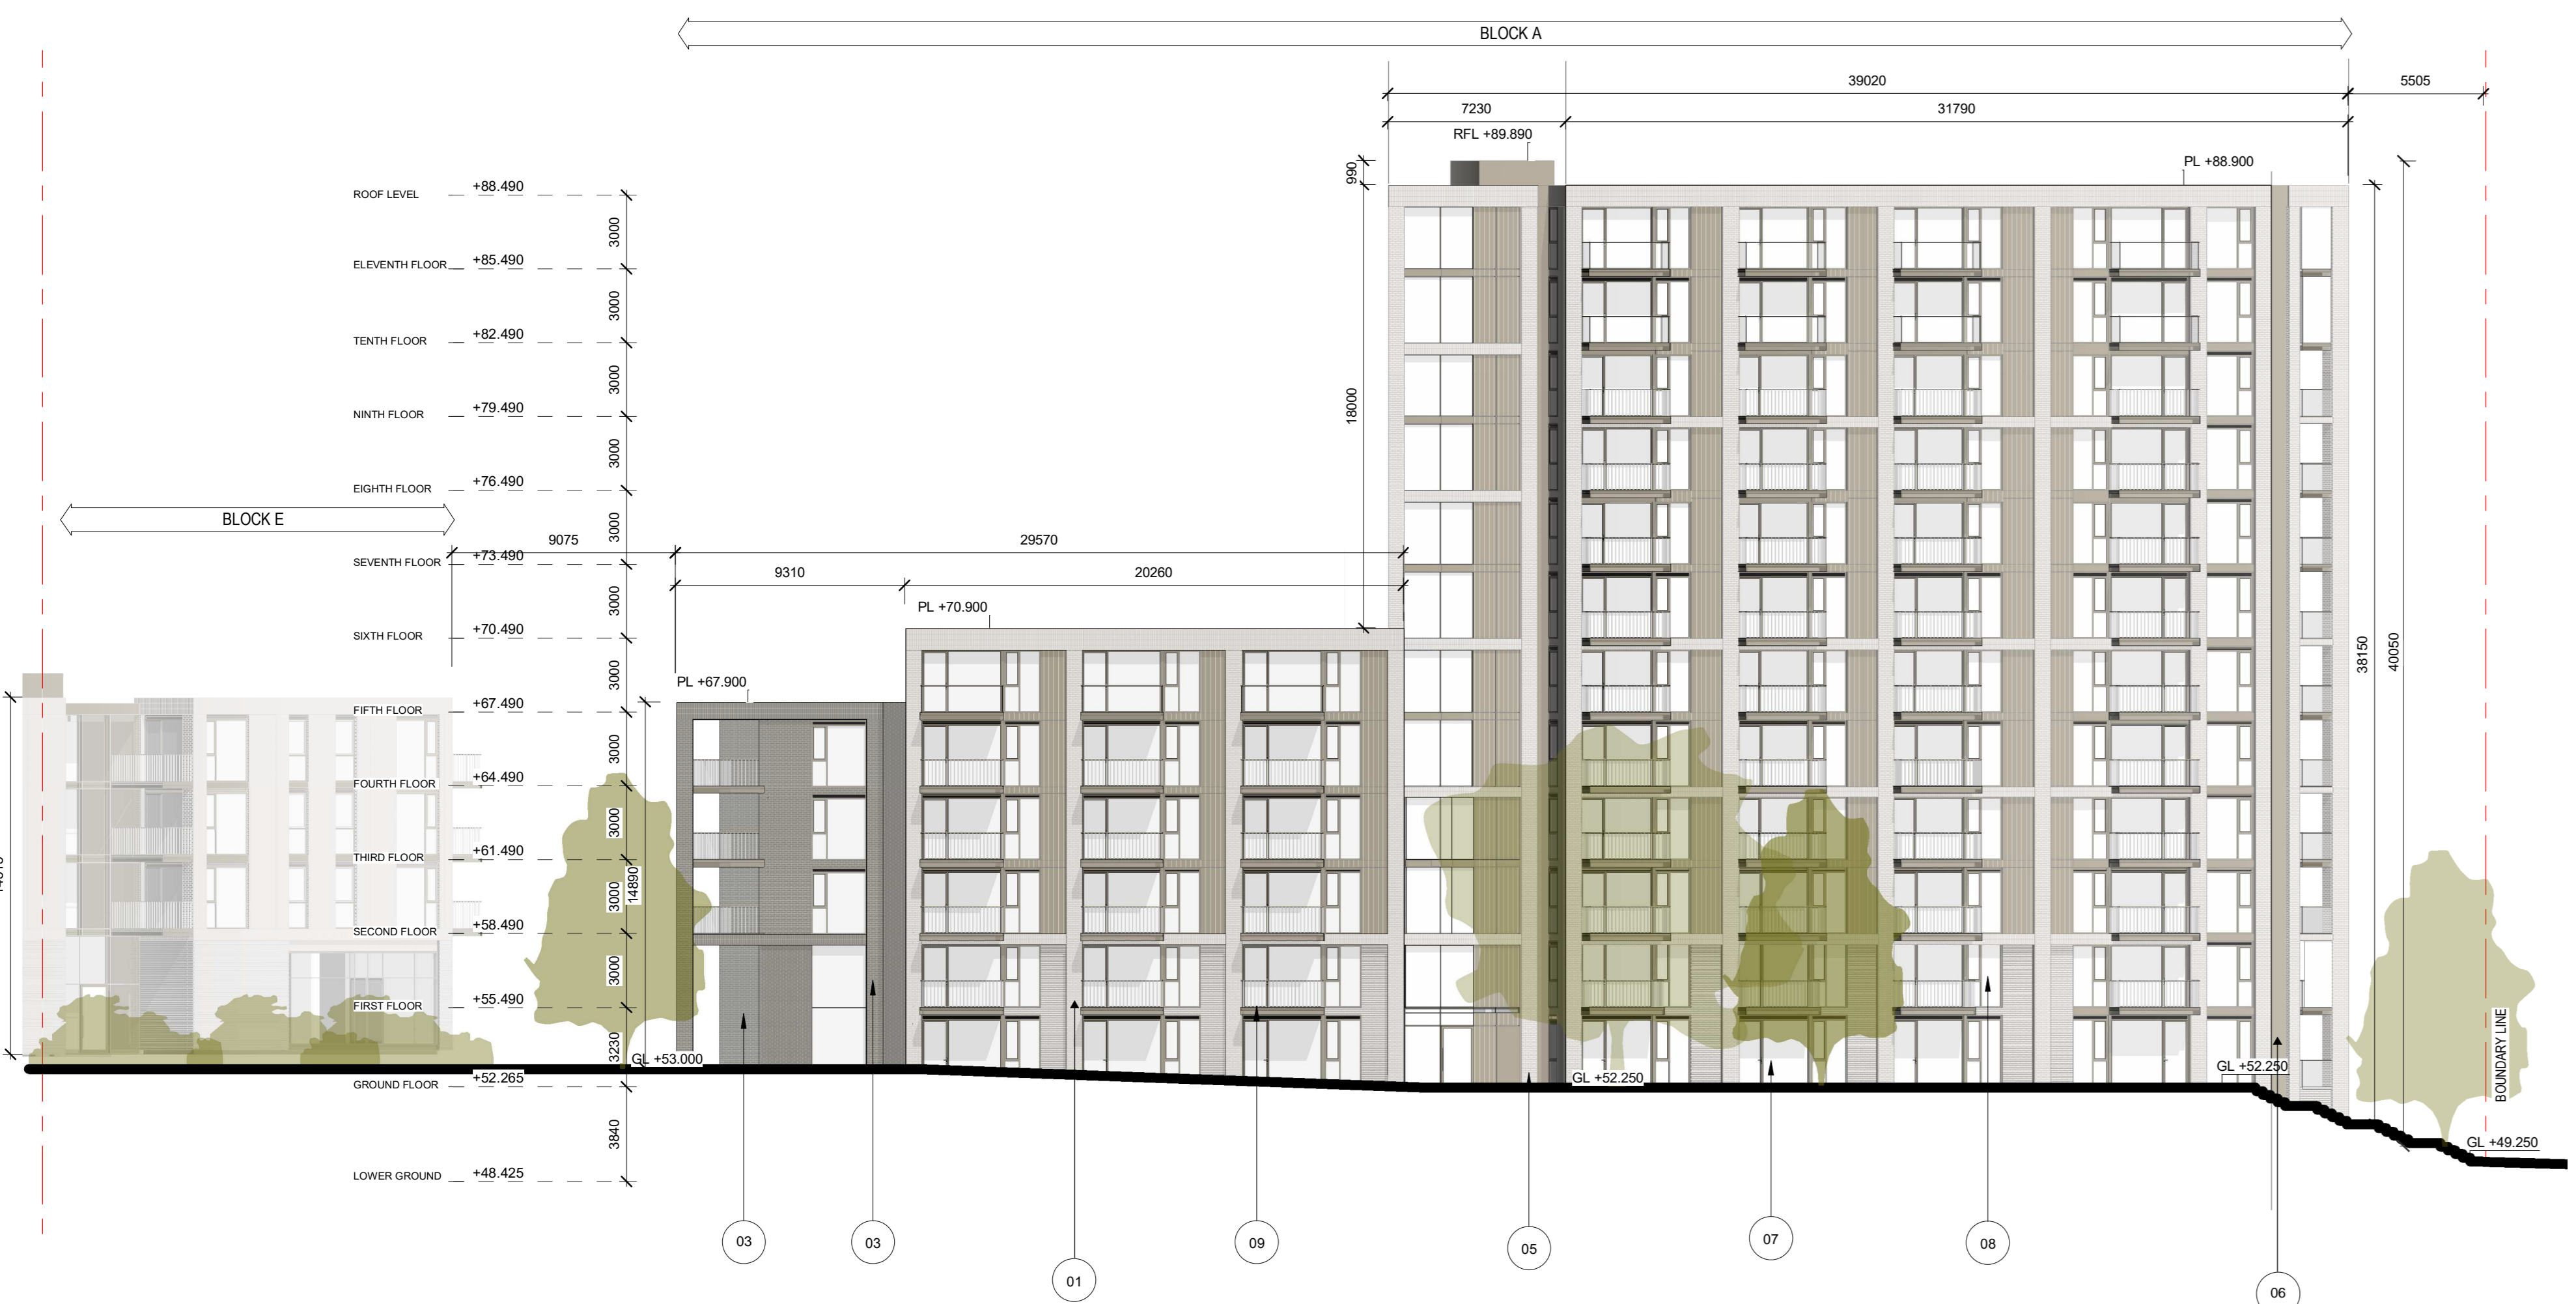 BLOCK A
39020
5505
7230
31790
RFL +89.890
PL +88.900
990
ROOF LEVEL +88.490
3000
ELEVENTH FLOOR +85.490
3000
TENTH FLOOR +82.490
3000
NINTH FLOOR +79.490
18000
3000
EIGHTH FLOOR +76.490
BLOCK E
3000
9075
29570
SEVENTH FLOOR +73.490
9310
20260
3000
PL +70.900
SIXTH FLOOR +70.490
38150
40050
3000
PL +67.900
FIFTH FLOOR +67.490
3000
FOURTH FLOOR +64.490
3000
THIRD FLOOR +61.490
3000
14890
SECOND FLOOR +58.490
3000
FIRST FLOOR +55.490
3230
GL +53.000
GROUND FLOOR +52.265
GL +52.250
GL +52.250
BOUNDARY LINE
3840
GL +49.250
LOWER GROUND +48.425
03
03
01
09
05
07
08
06